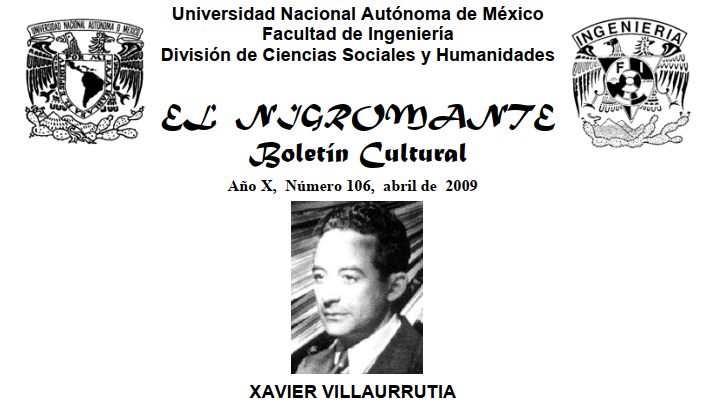 Universidad Nacional Autónoma de México
Facultad de Ingeniería
División de Ciencias Sociales y Humanidades
UNIVERSIDAD NACIONAL AUTÓNOMA DE MÉXICO
INGENIERIA
F I
EL NIGROMANTE
Boletín Cultural
Año X, Número 106, abril de 2009
XAVIER VILLAURRUTIA